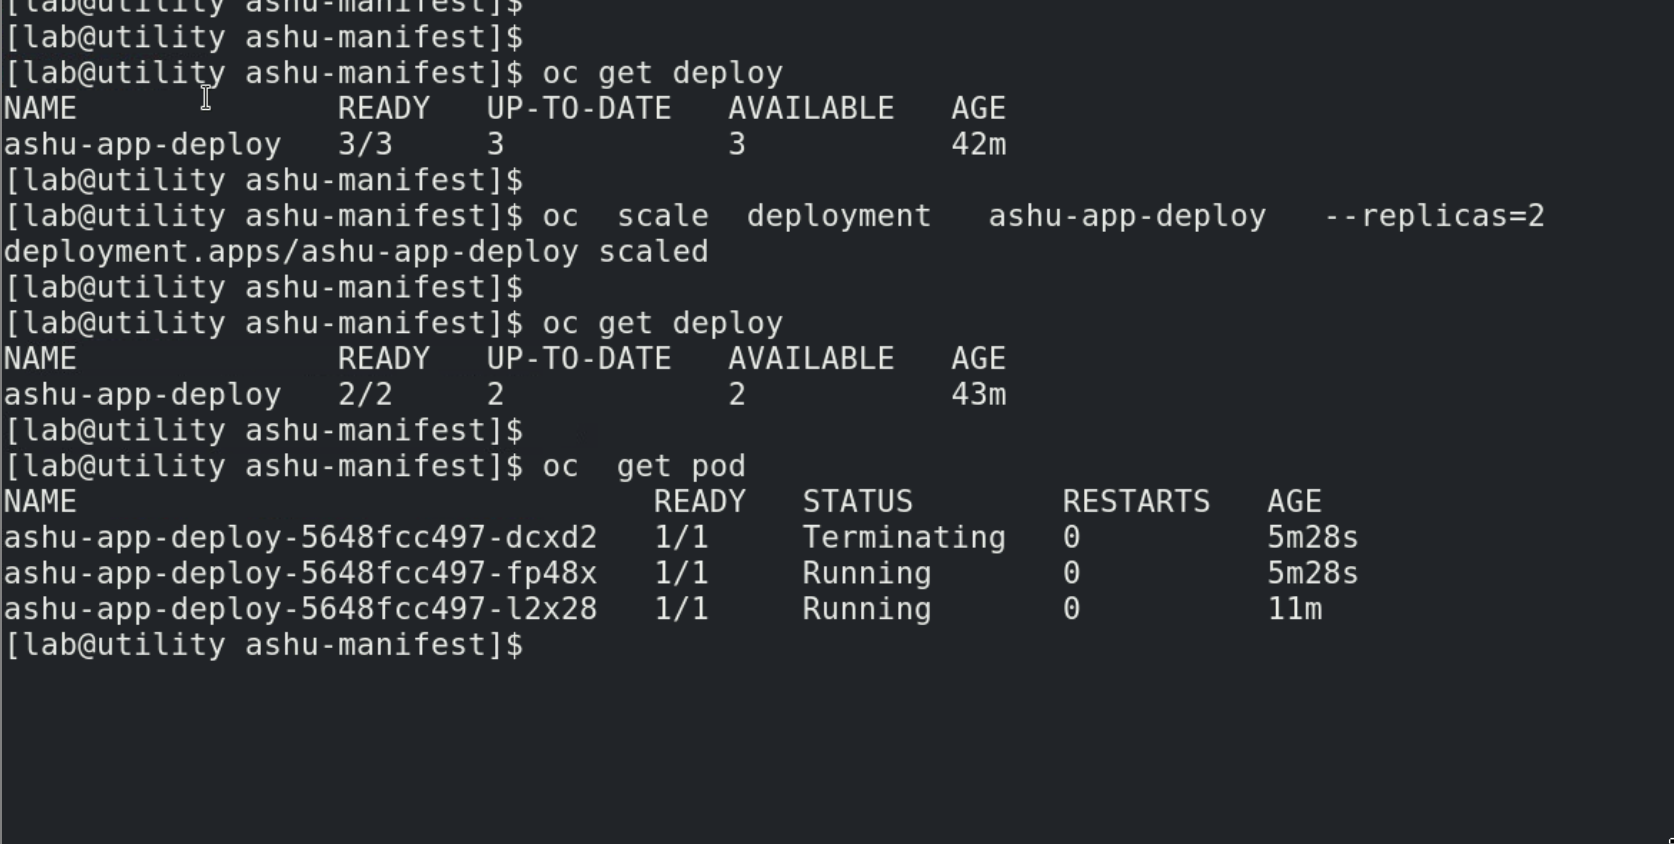 [lab@utility ashu-manifest]$
[lab@utility ashu-manifest]$
[lab@utility ashu-manifest]$ oc get deploy
NAME              READY   UP-TO-DATE   AVAILABLE   AGE
ashu-app-deploy   3/3     3            3           42m
[lab@utility ashu-manifest]$
[lab@utility ashu-manifest]$ oc  scale  deployment   ashu-app-deploy   --replicas=2
deployment.apps/ashu-app-deploy scaled
[lab@utility ashu-manifest]$
[lab@utility ashu-manifest]$ oc get deploy
NAME              READY   UP-TO-DATE   AVAILABLE   AGE
ashu-app-deploy   2/2     2            2           43m
[lab@utility ashu-manifest]$
[lab@utility ashu-manifest]$ oc  get pod
NAME                               READY   STATUS        RESTARTS   AGE
ashu-app-deploy-5648fcc497-dcxd2   1/1     Terminating   0          5m28s
ashu-app-deploy-5648fcc497-fp48x   1/1     Running       0          5m28s
ashu-app-deploy-5648fcc497-l2x28   1/1     Running       0          11m
[lab@utility ashu-manifest]$